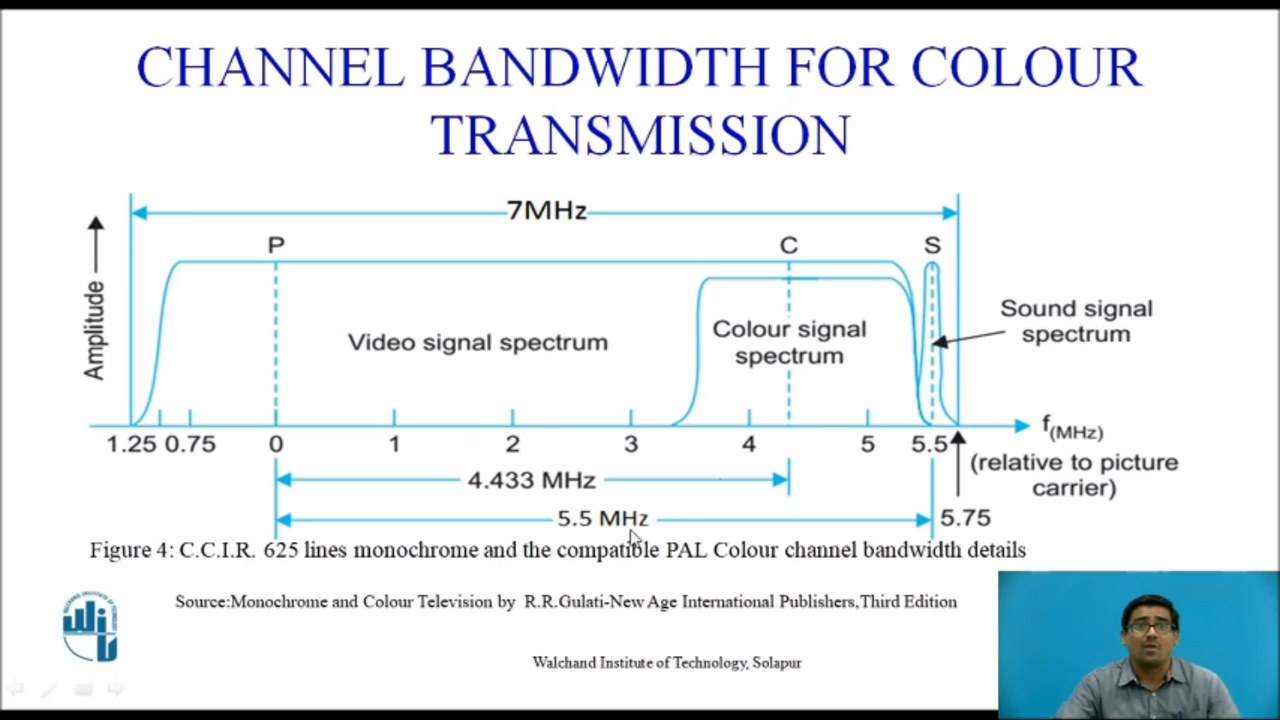 CHANNEL BANDWIDTH FOR COLOUR
TRANSMISSION
7MHz
P
C
S
Amplitude
Video signal spectrum
Colour signal
spectrum
Sound signal
spectrum
1.25 0.75 0 1 2 3 4 5 5.5
f(MHz)
(relative to picture
carrier)
4.433 MHz
5.5 MHz
5.75
Figure 4: C.C.I.R. 625 lines monochrome and the compatible PAL Colour channel bandwidth details
Source:Monochrome and Colour Television by R.R.Gulati-New Age International Publishers,Third Edition
Walchand Institute of Technology, Solapur